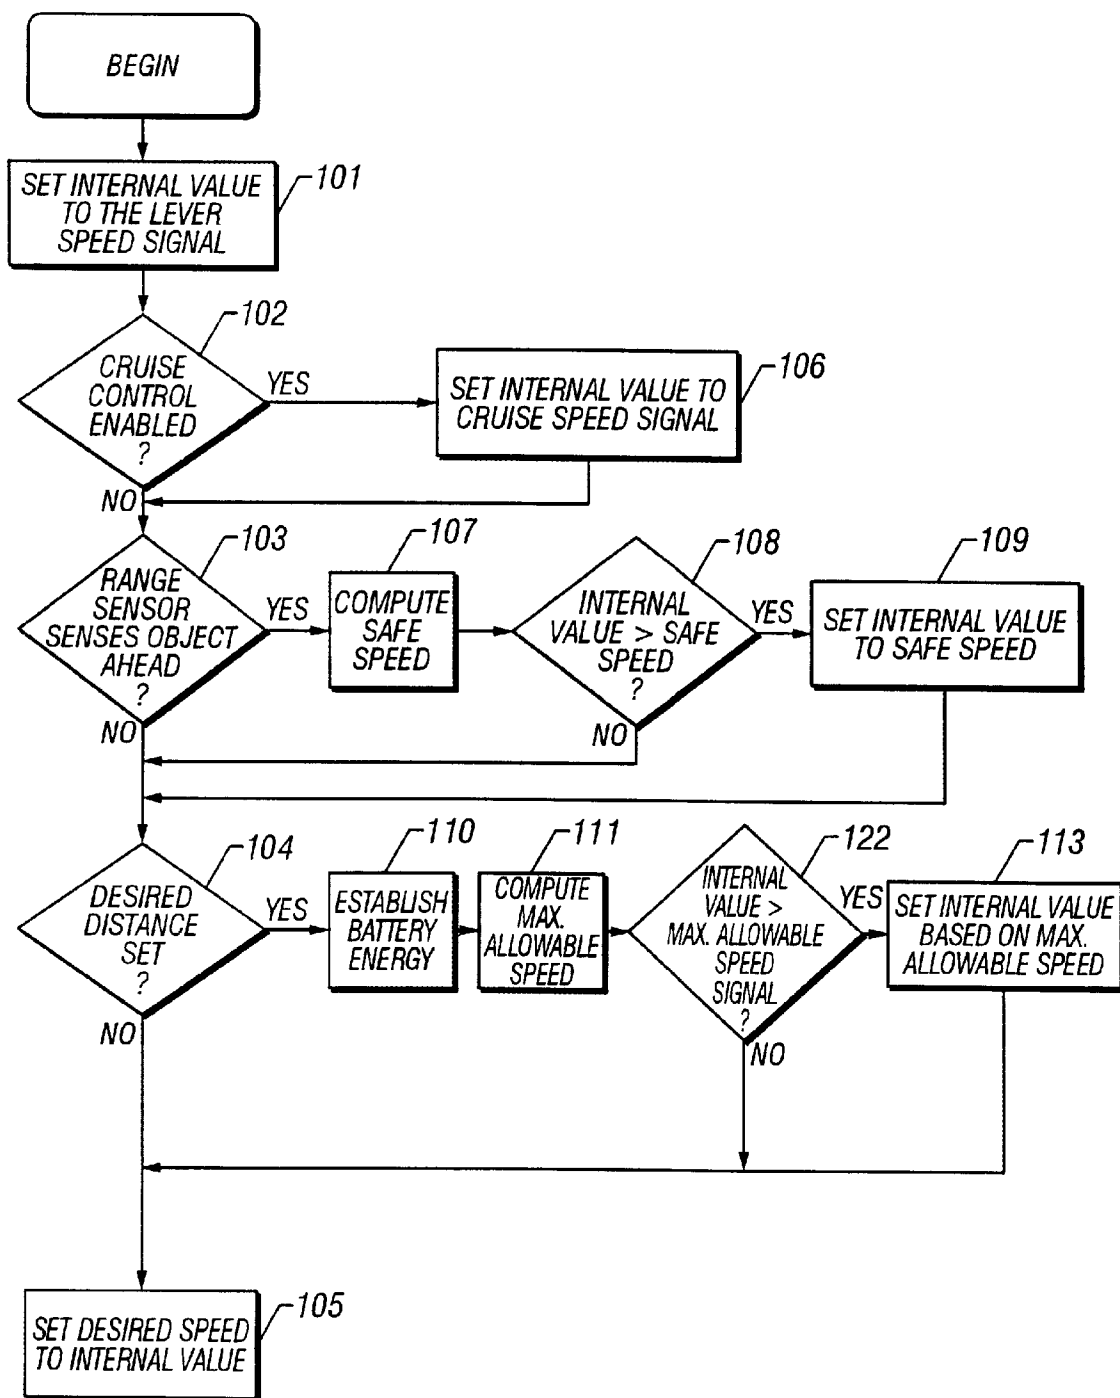 BEGIN
SET INTERNAL VALUE
TO THE LEVER
SPEED SIGNAL
101
CRUISE
CONTROL
ENABLED
?
102
YES
NO
SET INTERNAL VALUE TO
CRUISE SPEED SIGNAL
106
RANGE
SENSOR
SENSES OBJECT
AHEAD
?
103
YES
NO
COMPUTE
SAFE
SPEED
107
INTERNAL
VALUE > SAFE
SPEED
?
108
YES
NO
SET INTERNAL VALUE
TO SAFE SPEED
109
DESIRED
DISTANCE
SET
?
104
YES
NO
ESTABLISH
BATTERY
ENERGY
110
COMPUTE
MAX.
ALLOWABLE
SPEED
111
INTERNAL
VALUE >
MAX. ALLOWABLE
SPEED
SIGNAL
?
122
YES
NO
SET INTERNAL VALUE
BASED ON MAX.
ALLOWABLE SPEED
113
SET DESIRED SPEED
TO INTERNAL VALUE
105